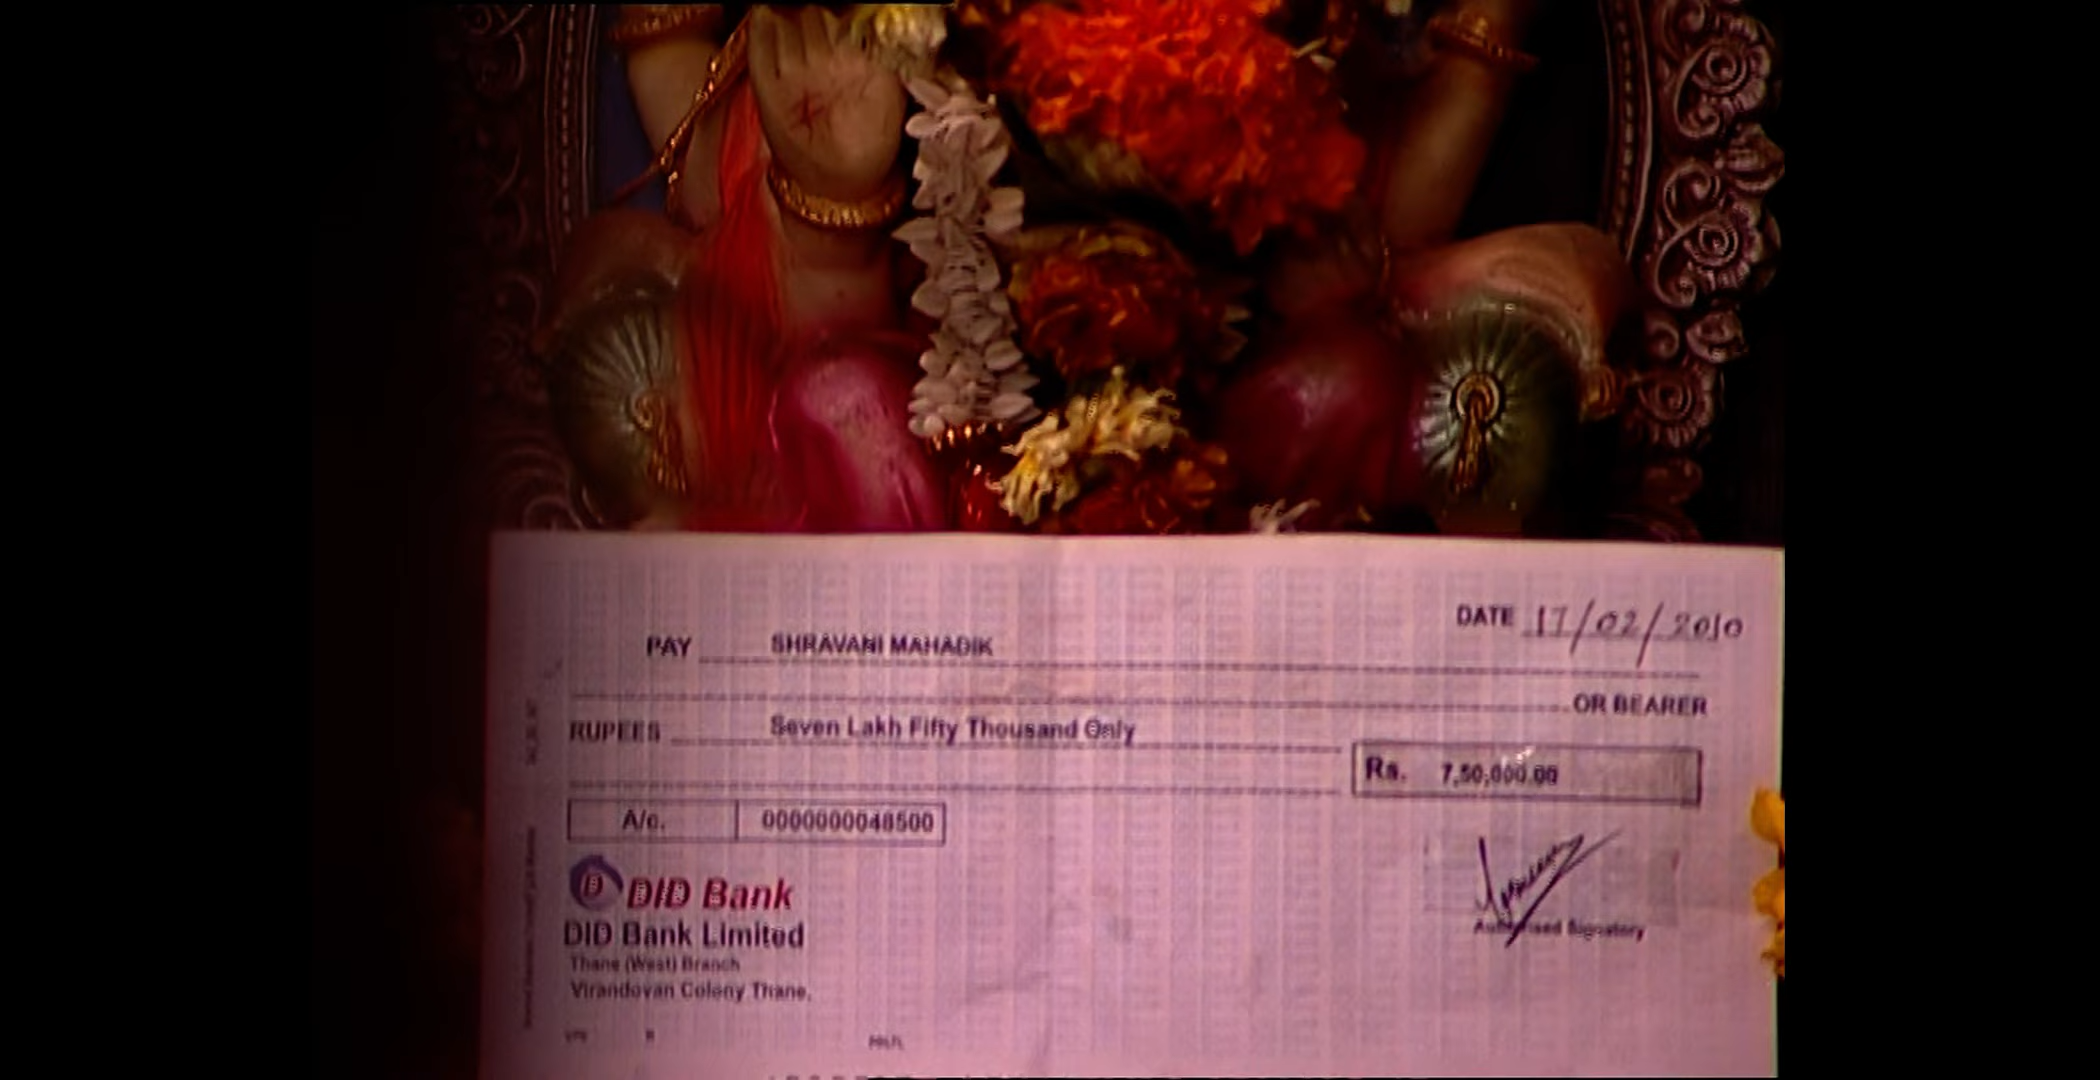 DATE 17/02/2010
PAY SHRAVANI MAHADIK
OR BEARER
RUPEES Seven Lakh Fifty Thousand Only
Rs. 7,50,000.00
A/c. 0000000048500
DID Bank
DID Bank Limited
Authorised Signatory
Thane (West) Branch
Virandovan Colony Thane.